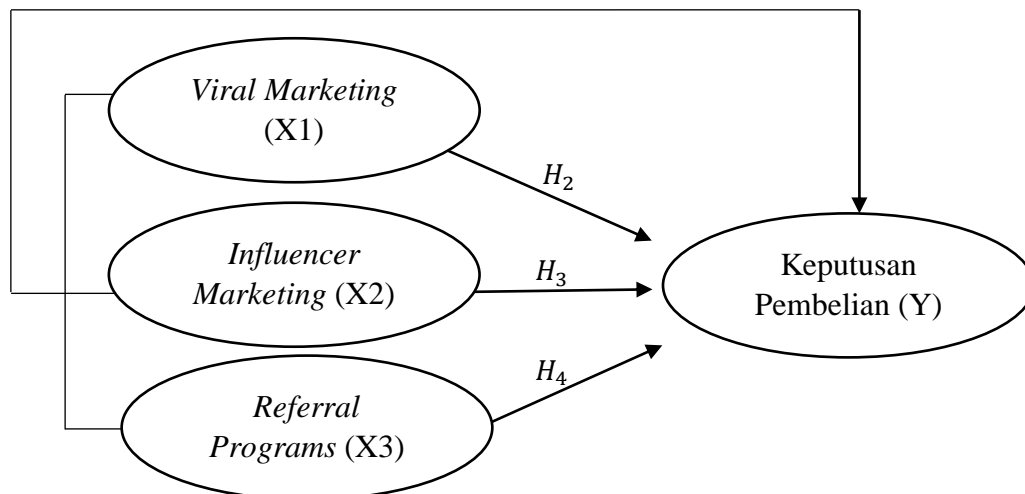 Viral Marketing
(X1)
H₂
Influencer
Marketing (X2)
H₃
Keputusan
Pembelian (Y)
H₄
Referral
Programs (X3)